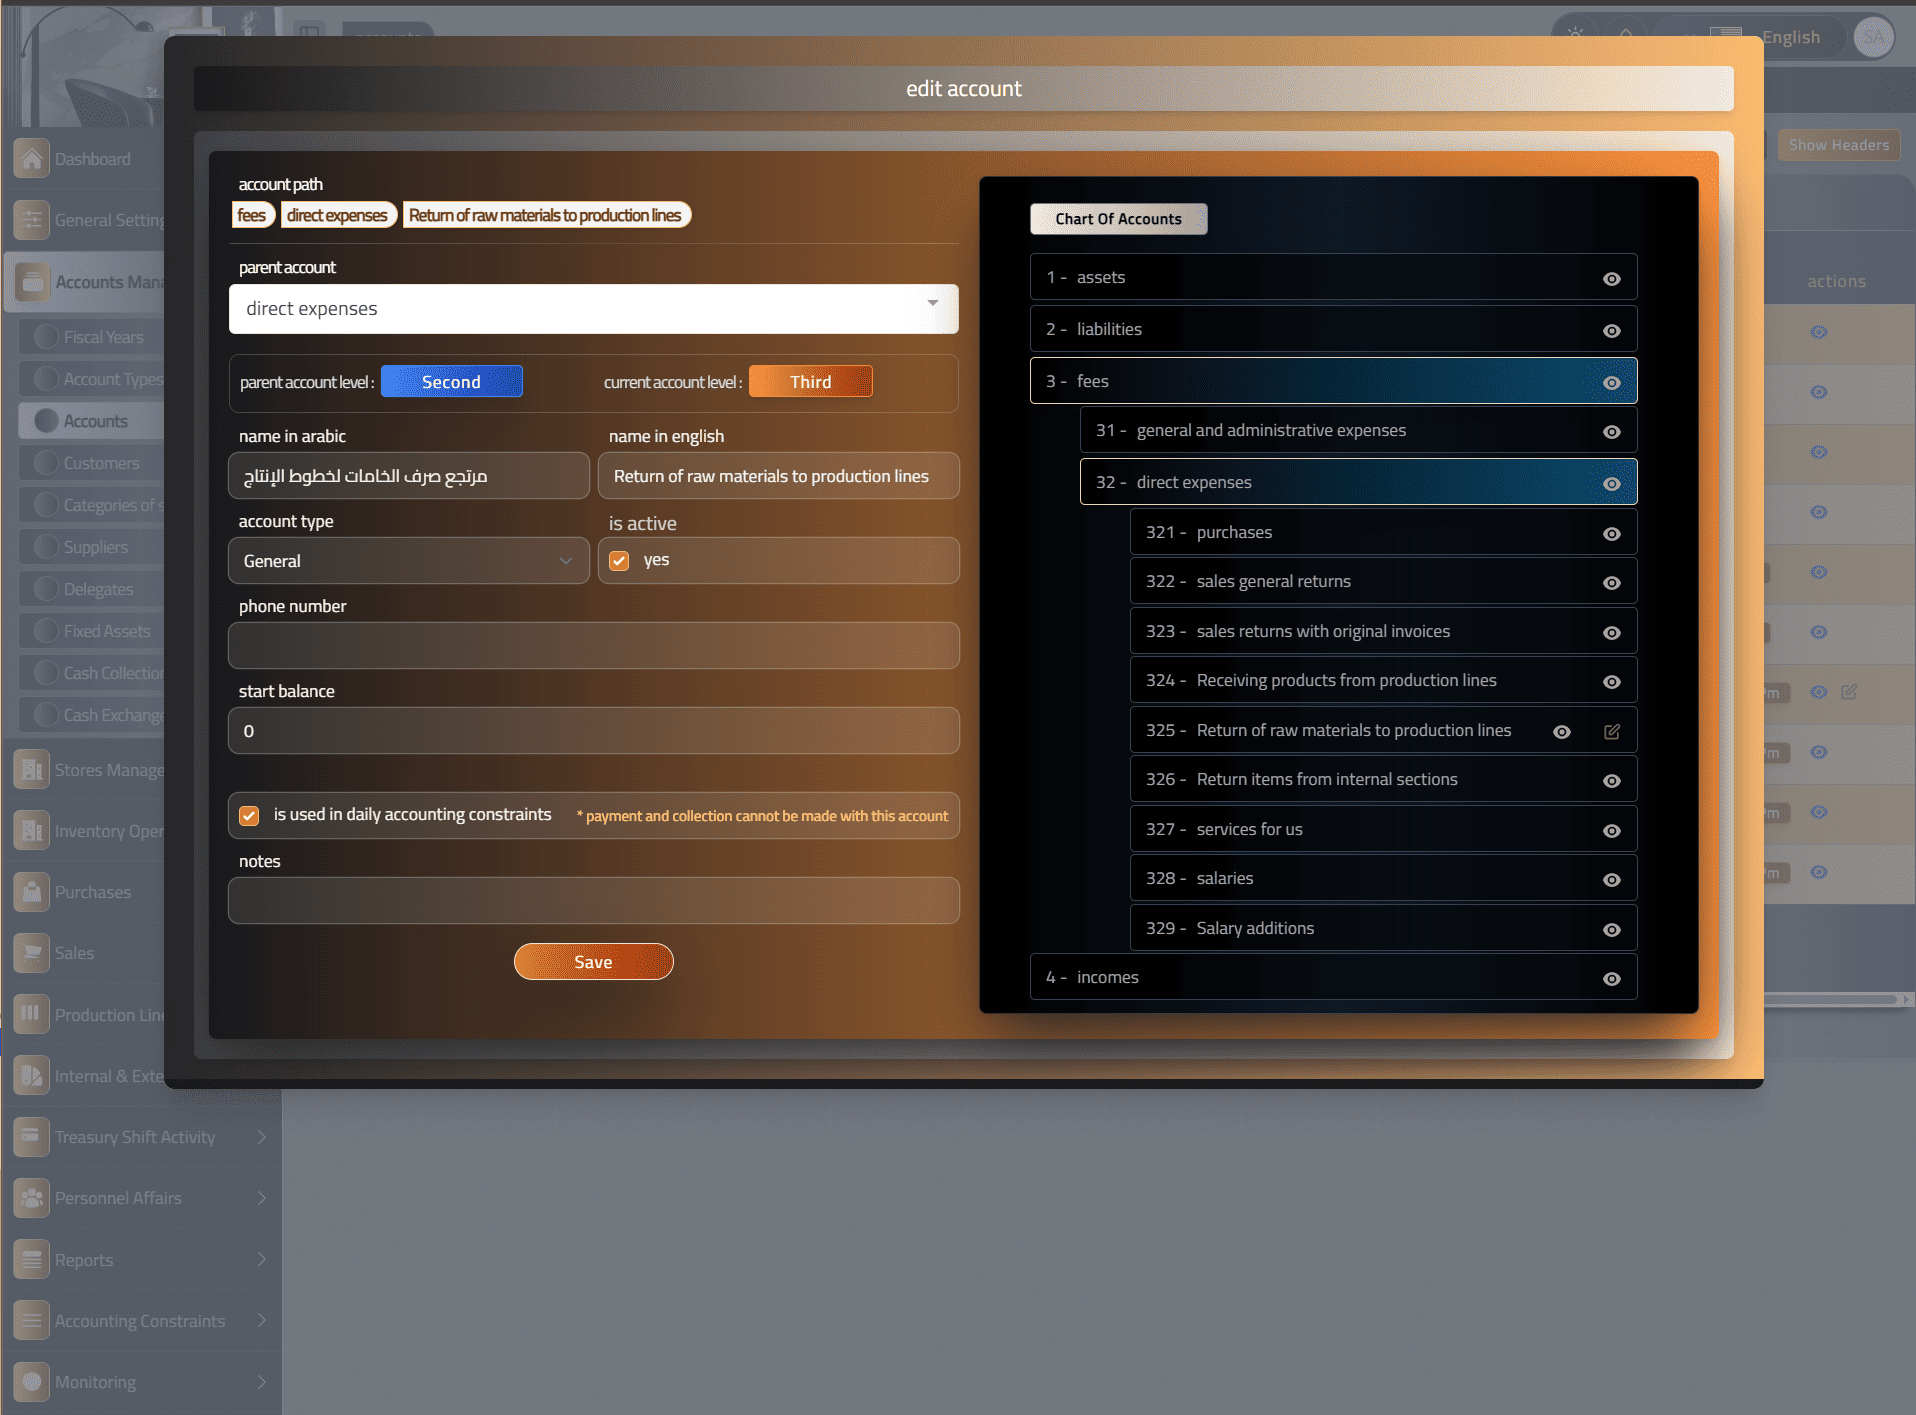 accounts
English
SA
edit account
Dashboard
Show Headers
account path
fees
direct expenses
Return of raw materials to production lines
Chart Of Accounts
General Setting
parent account
direct expenses
1 - assets
Accounts Mana
actions
2 - liabilities
Fiscal Years
parent account level :
Second
current account level :
Third
3 - fees
Account Types
Accounts
name in arabic
name in english
31 - general and administrative expenses
Customers
مرتجع صرف الخامات لخطوط الإنتاج
Return of raw materials to production lines
32 - direct expenses
Categories of s
account type
is active
321 - purchases
Suppliers
General
yes
322 - sales general returns
Delegates
phone number
323 - sales returns with original invoices
Fixed Assets
Cash Collection
start balance
324 - Receiving products from production lines
Cash Exchange
0
325 - Return of raw materials to production lines
Stores Manage
326 - Return items from internal sections
is used in daily accounting constraints
* payment and collection cannot be made with this account
327 - services for us
Inventory Oper
notes
328 - salaries
Purchases
329 - Salary additions
Sales
Save
4 - incomes
Production Line
Internal & Exte
Treasury Shift Activity
Personnel Affairs
Reports
Accounting Constraints
Monitoring